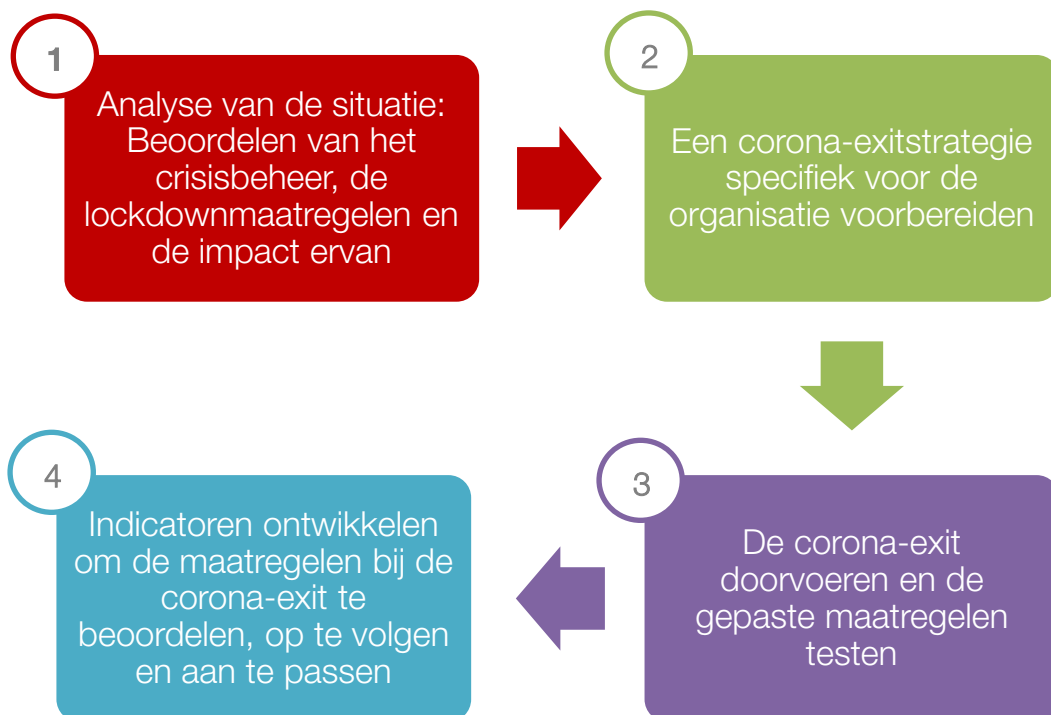 1
Analyse van de situatie:
Beoordelen van het
crisisbeheer, de
lockdownmaatregelen en
de impact ervan
2
Een corona-exitstrategie
specifiek voor de
organisatie voorbereiden
3
De corona-exit
doorvoeren en de
gepaste maatregelen
testen
4
Indicatoren ontwikkelen
om de maatregelen bij de
corona-exit te
beoordelen, op te volgen
en aan te passen